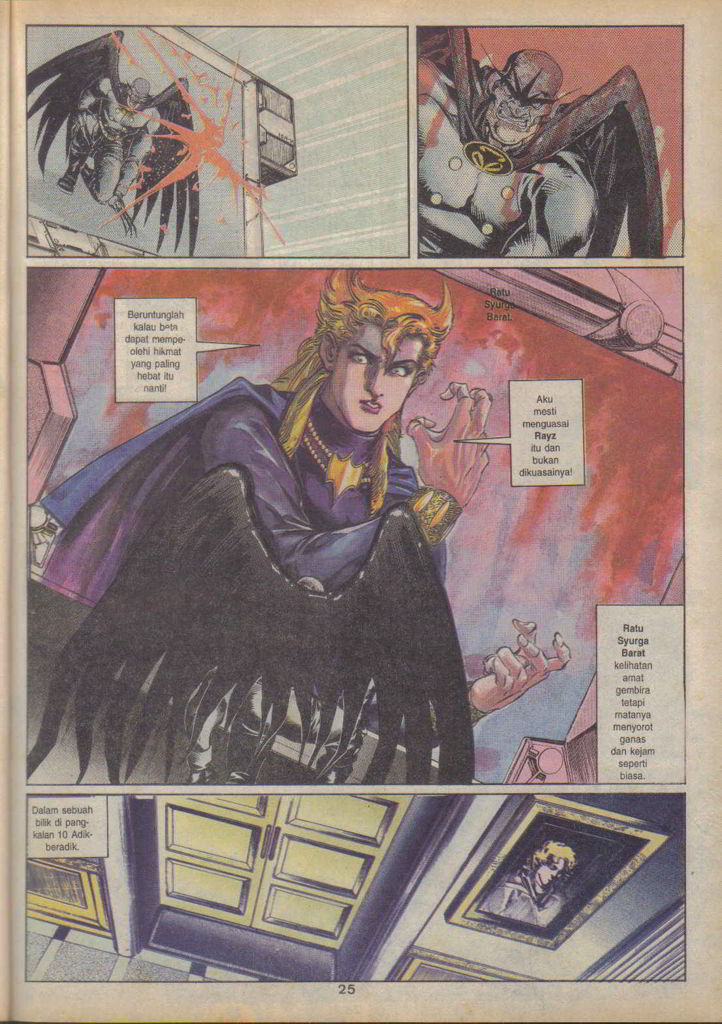 Ratu
Syurga
Barat.
Beruntunglah
kalau beta
dapat mempe-
olehi hikmat
yang paling
hebat itu
nanti!
Aku
mesti
menguasai
Rayz
itu dan
bukan
dikuasainya!
Ratu
Syurga
Barat
kelihatan
amat
gembira
tetapi
matanya
menyorot
ganas
dan kejam
seperti
biasa.
Dalam sebuah
bilik di pang-
kalan 10 Adik-
beradik.
25